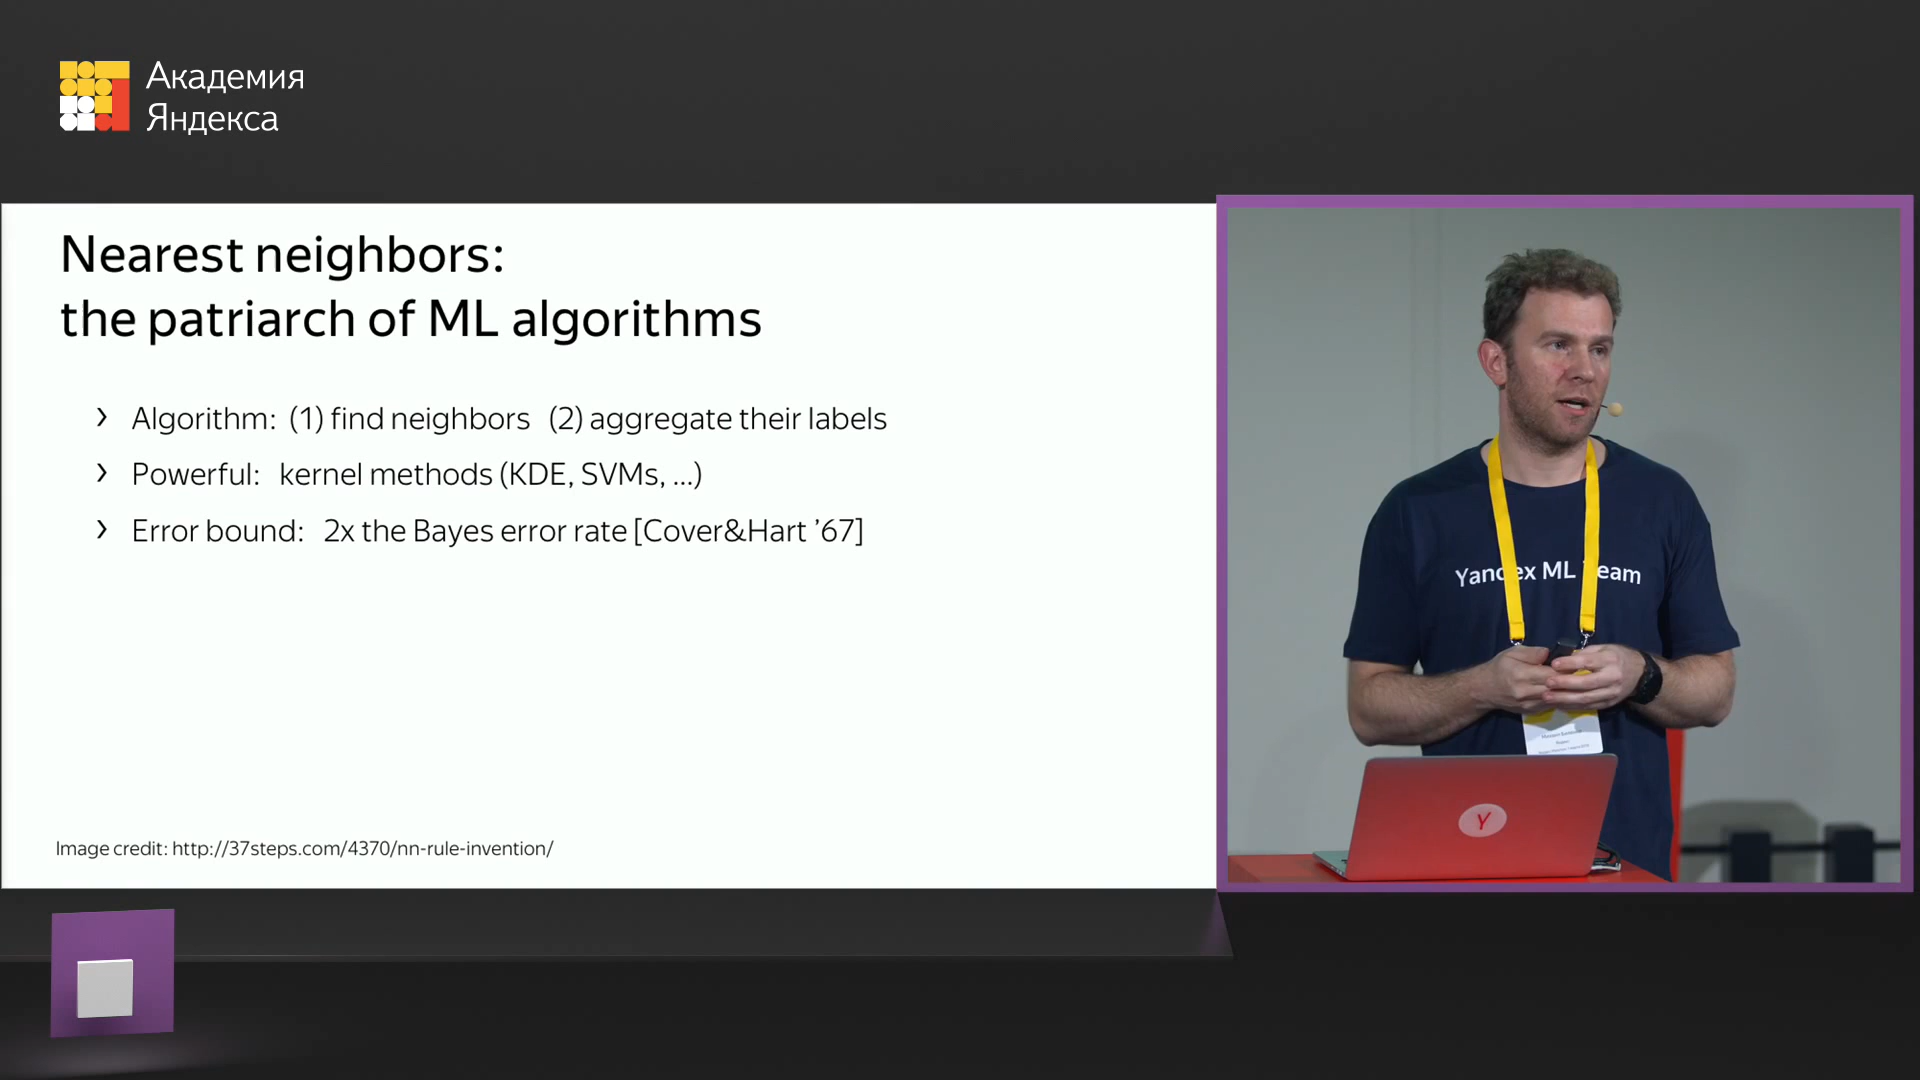 Академия
Яндекса
Nearest neighbors:
the patriarch of ML algorithms
› Algorithm: (1) find neighbors (2) aggregate their labels
› Powerful: kernel methods (KDE, SVMs, ...)
› Error bound: 2x the Bayes error rate [Cover&Hart ’67]
Image credit: http://37steps.com/4370/nn-rule-invention/
Yandex ML Team
Y